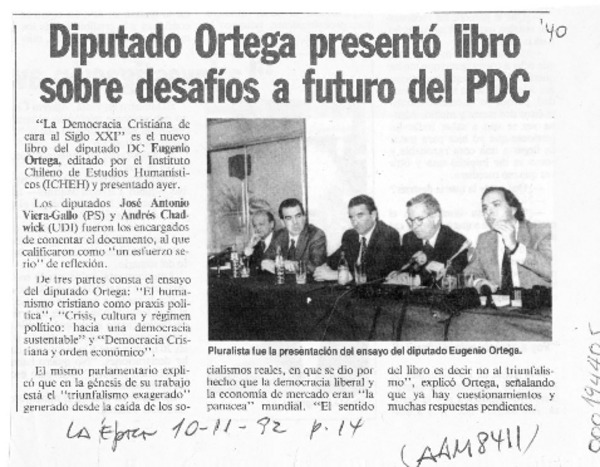 Diputado Ortega presentó libro
sobre desafíos a futuro del PDC
'40
"La Democracia Cristiana de
cara al Siglo XXI" es el nuevo
libro del diputado DC Eugenio
Ortega, editado por el Instituto
Chileno de Estudios Humanísti-
cos (ICHEH) y presentado ayer.
Los diputados José Antonio
Viera-Gallo (PS) y Andrés Chad-
wick (UDI) fueron los encargados
de comentar el documento, al que
calificaron como "un esfuerzo se-
rio" de reflexión.
De tres partes consta el ensayo
del diputado Ortega: "El huma-
nismo cristiano como praxis polí-
tica", "Crisis, cultura y régimen
político: hacia una democracia
sustentable" y "Democracia Cris-
tiana y orden económico".
El mismo parlamentario expli-
có que en la génesis de su trabajo
está el "triunfalismo exagerado"
generado desde la caída de los so-
Pluralista fue la presentación del ensayo del diputado Eugenio Ortega.
cialismos reales, en que se dio por
hecho que la democracia liberal y
la economía de mercado eran "la
panacea" mundial. "El sentido
del libro es decir no al triunfalis-
mo", explicó Ortega, señalando
que ya hay cuestionamientos y
muchas respuestas pendientes.
La Epoca 10-11-92 p. 14
(AAM8411)
000194405